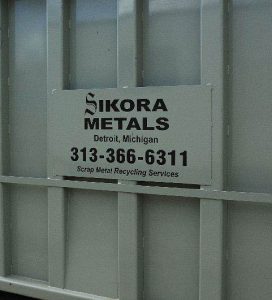 SIKORA
METALS
Detroit, Michigan
313-366-6311
Scrap Metal Recycling Services